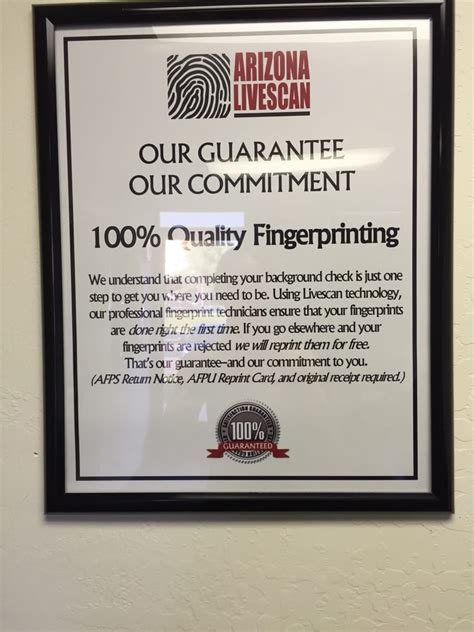 ARIZONA
LIVESCAN
OUR GUARANTEE
OUR COMMITMENT
100% Quality Fingerprinting
We understand that completing your background check is just one
step to get you where you need to be. Using Livescan technology,
our professional fingerprint technicians ensure that your fingerprints
are done right the first time. If you go elsewhere and your
fingerprints are rejected we will reprint them for free.
That's our guarantee–and our commitment to you.
(AFPS Return Notice, AFPU Reprint Card, and original receipt required.)
SATISFACTION GUARANTEE
100%
GUARANTEED